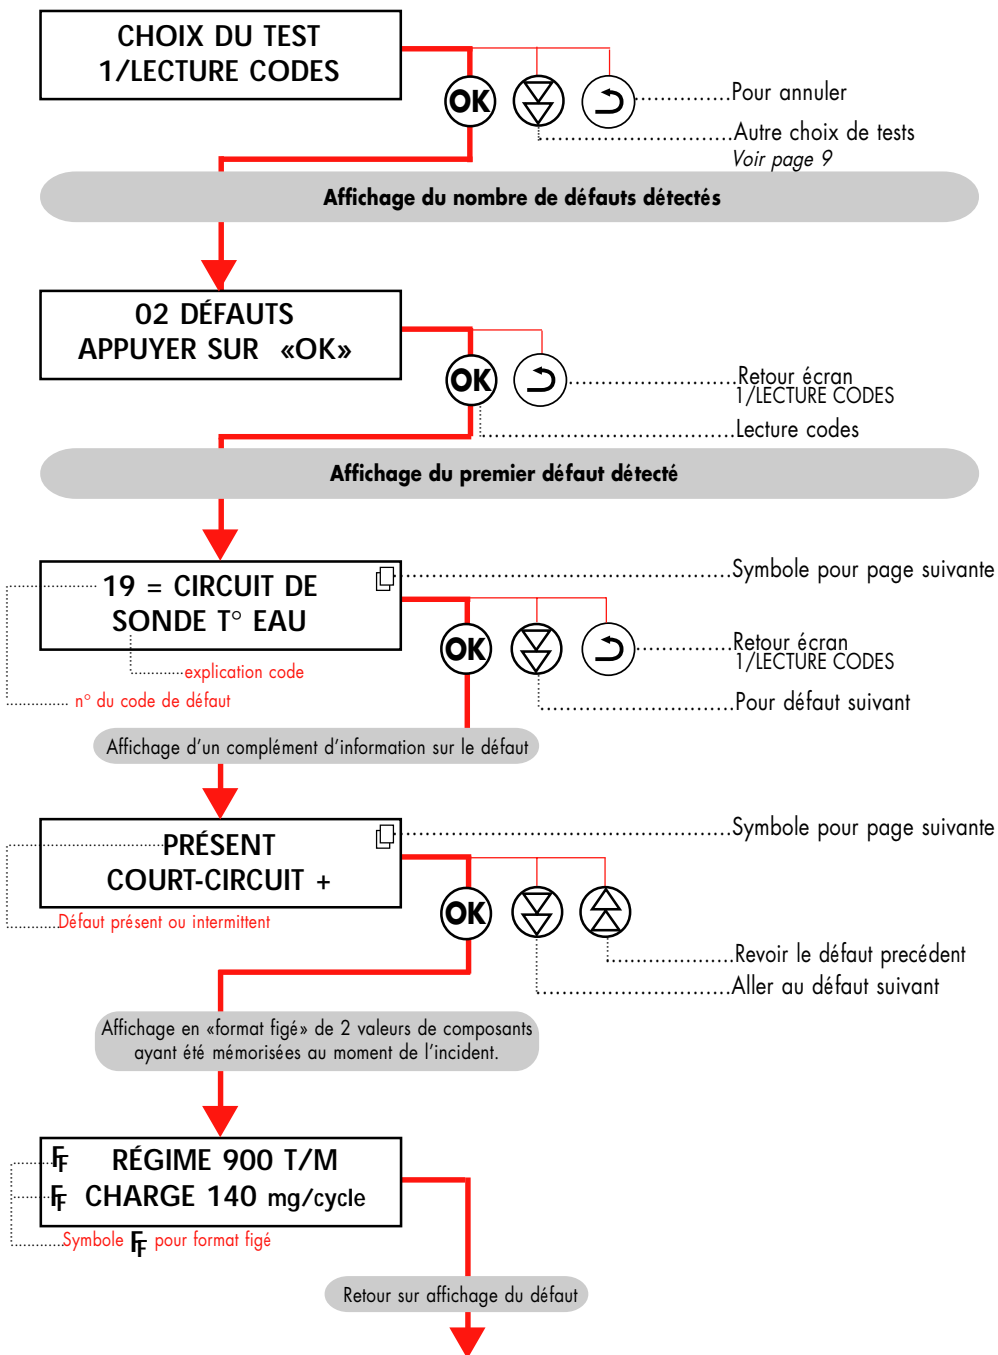 CHOIX DU TEST
1/LECTURE CODES
OK
Pour annuler
Autre choix de tests
Voir page 9
Affichage du nombre de défauts détectés
02 DÉFAUTS
APPUYER SUR «OK»
OK
Retour écran
1/LECTURE CODES
Lecture codes
Affichage du premier défaut détecté
19 = CIRCUIT DE
SONDE T° EAU
Symbole pour page suivante
OK
Retour écran
1/LECTURE CODES
explication code
n° du code de défaut
Pour défaut suivant
Affichage d'un complément d'information sur le défaut
PRÉSENT
COURT-CIRCUIT +
Symbole pour page suivante
OK
Défaut présent ou intermittent
Revoir le défaut precédent
Aller au défaut suivant
Affichage en «format figé» de 2 valeurs de composants
ayant été mémorisées au moment de l'incident.
FF RÉGIME 900 T/M
FF CHARGE 140 mg/cycle
Symbole FF pour format figé
Retour sur affichage du défaut